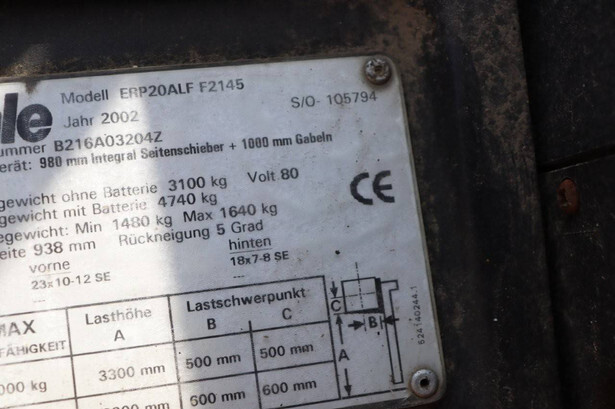 Modell ERP20ALF F2145
Jahr 2002
S/O- 105794
ummer B216A03204Z
erät: 980 mm Integral Seitenschieber + 1000 mm Gabeln
gewicht ohne Batterie 3100 kg Volt 80
gewicht mit Batterie 4740 kg
egewicht: Min 1480 kg Max 1640 kg
eite 938 mm Rückneigung 5 Grad
vorne hinten
23x10-12 SE 18x7-8 SE
CE
MAX Lasthöhe Lastschwerpunkt
FÄHIGKEIT A B C
000 kg 3300 mm 500 mm 500 mm
mm 600 mm 600 mm
C
B
A